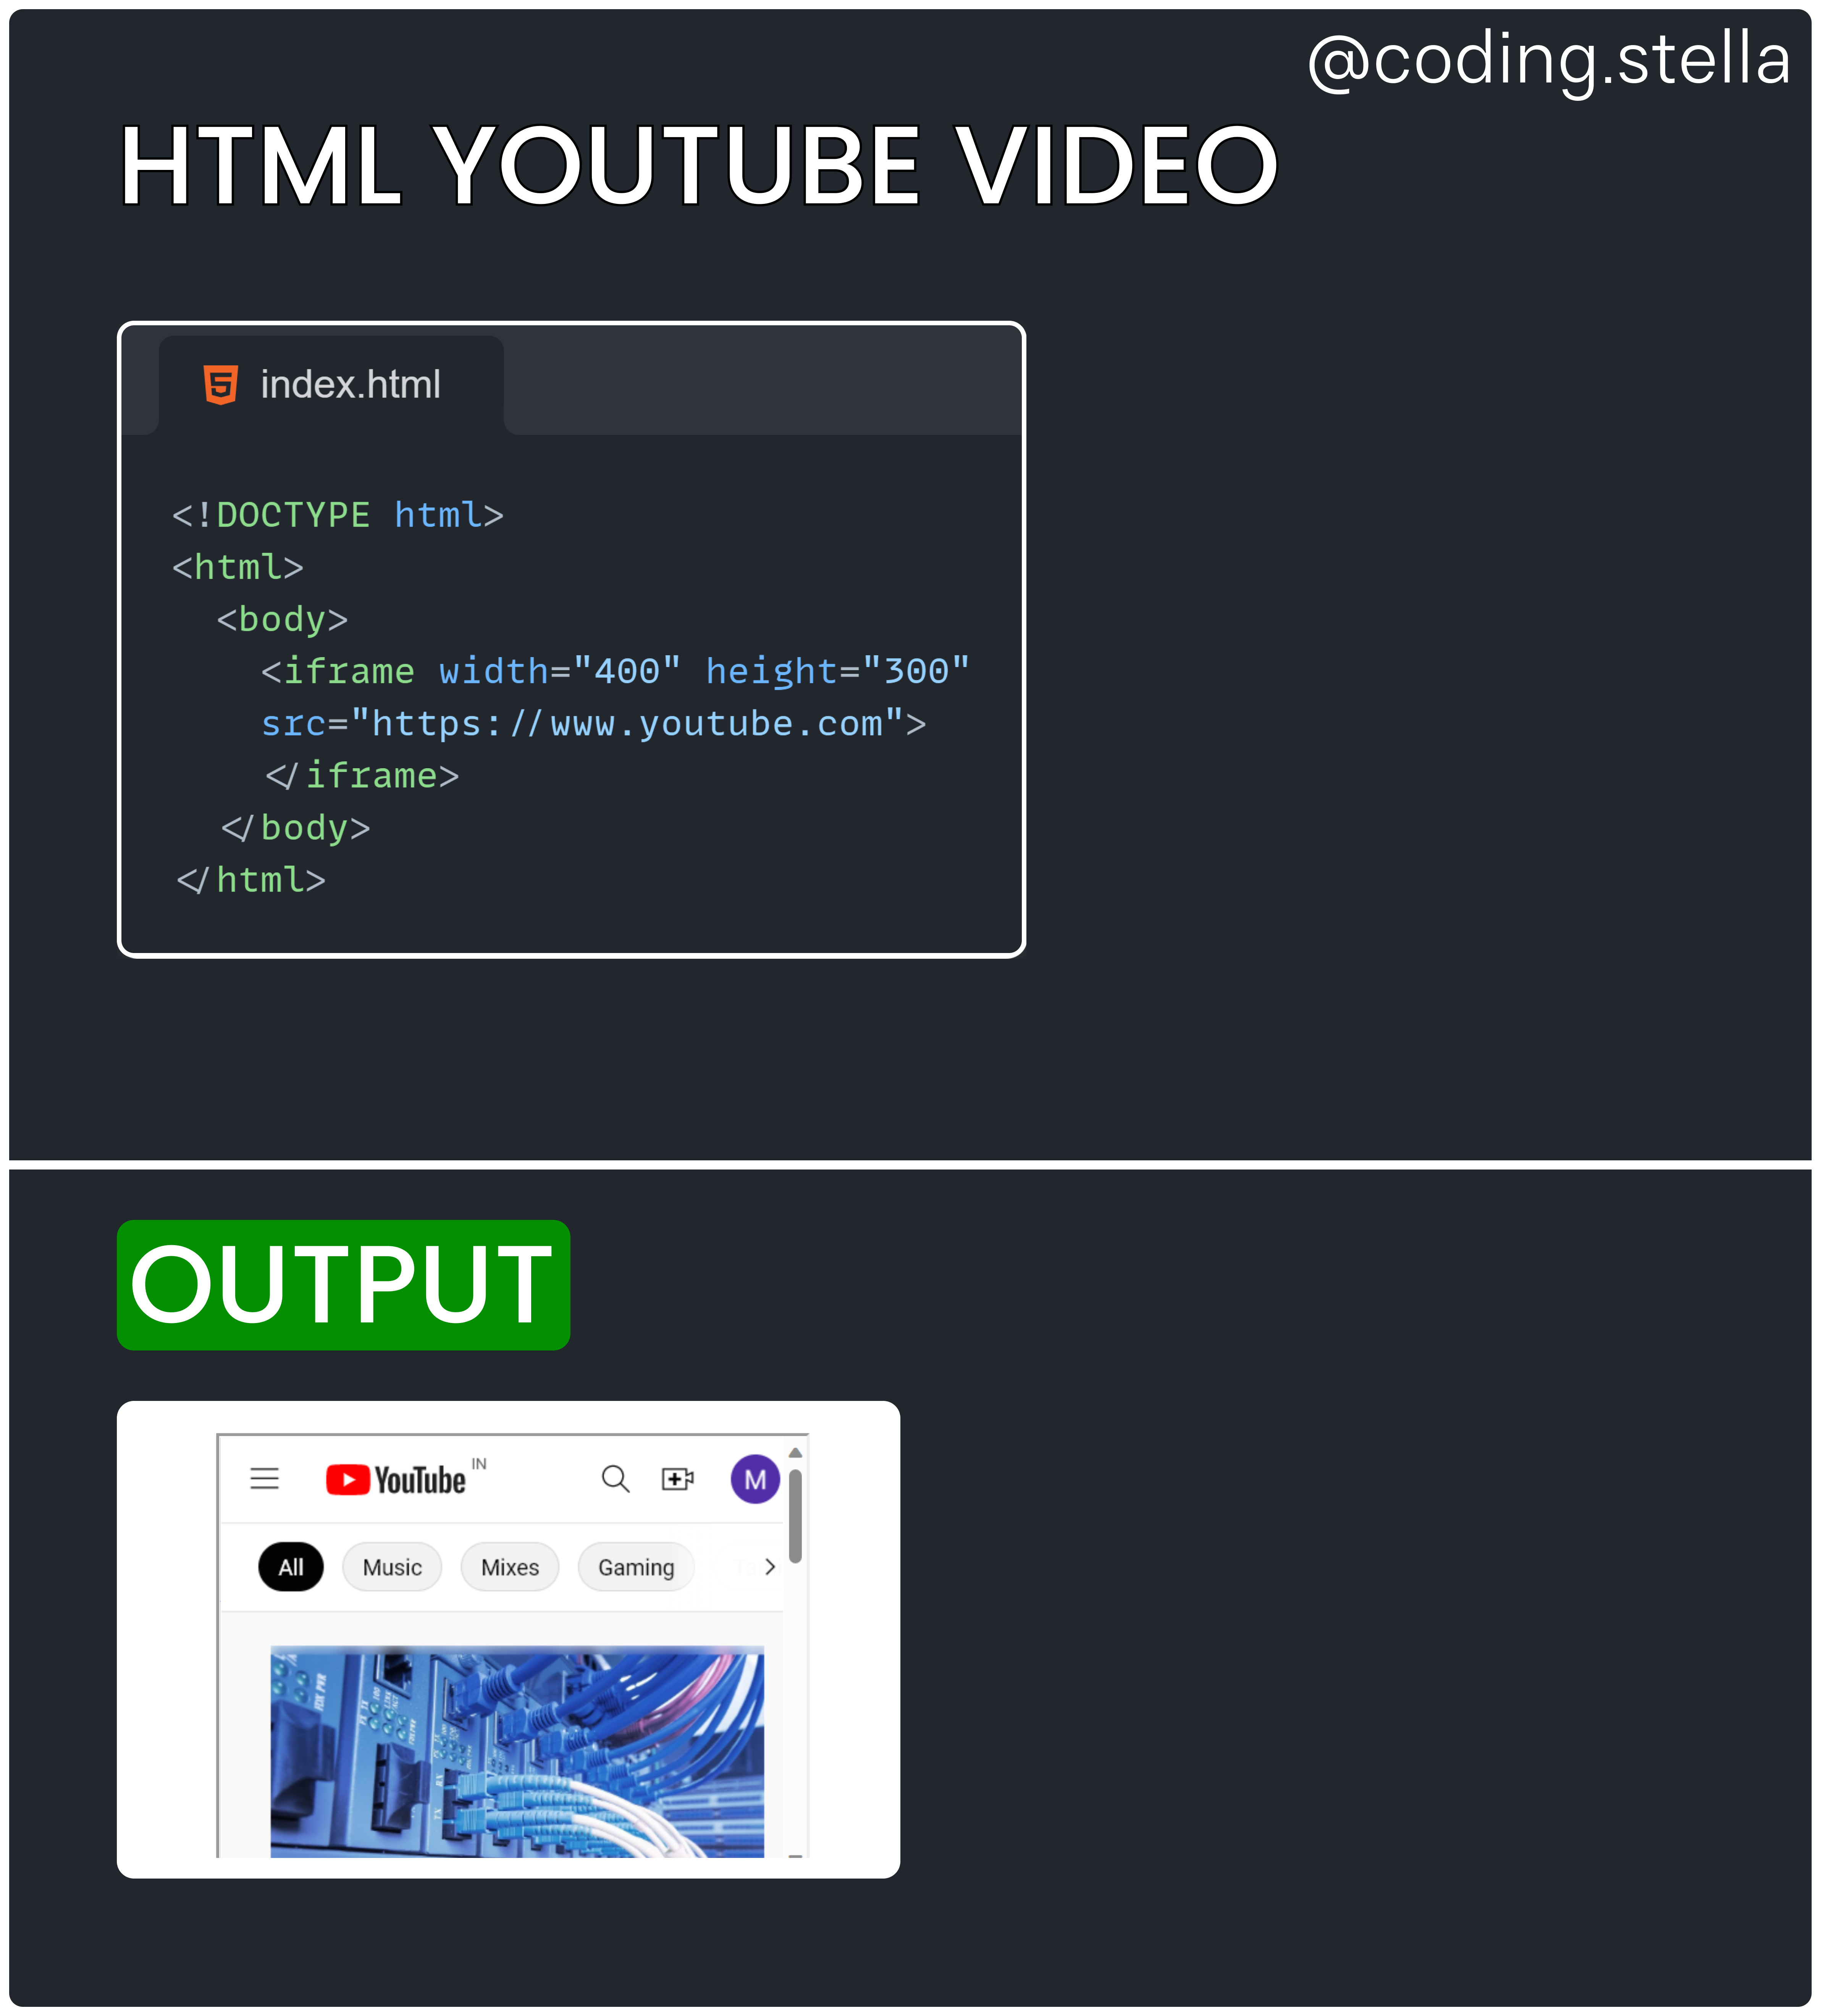 @coding.stella
HTML YOUTUBE VIDEO
index.html
<!DOCTYPE html>
<html>
<body>
<iframe width="400" height="300"
src="https://www.youtube.com">
</iframe>
</body>
</html>
OUTPUT
YouTube IN
M
All Music Mixes Gaming